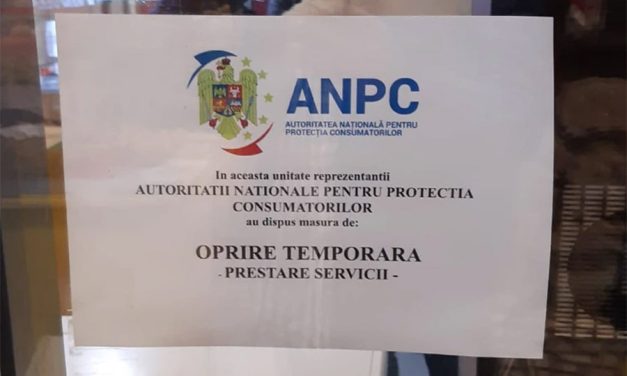 ANPC
AUTORITATEA NAȚIONALĂ PENTRU
PROTECȚIA CONSUMATORILOR
In aceasta unitate reprezentantii
AUTORITATII NATIONALE PENTRU PROTECTIA
CONSUMATORILOR
au dispus masura de:
OPRIRE TEMPORARA
- PRESTARE SERVICII -